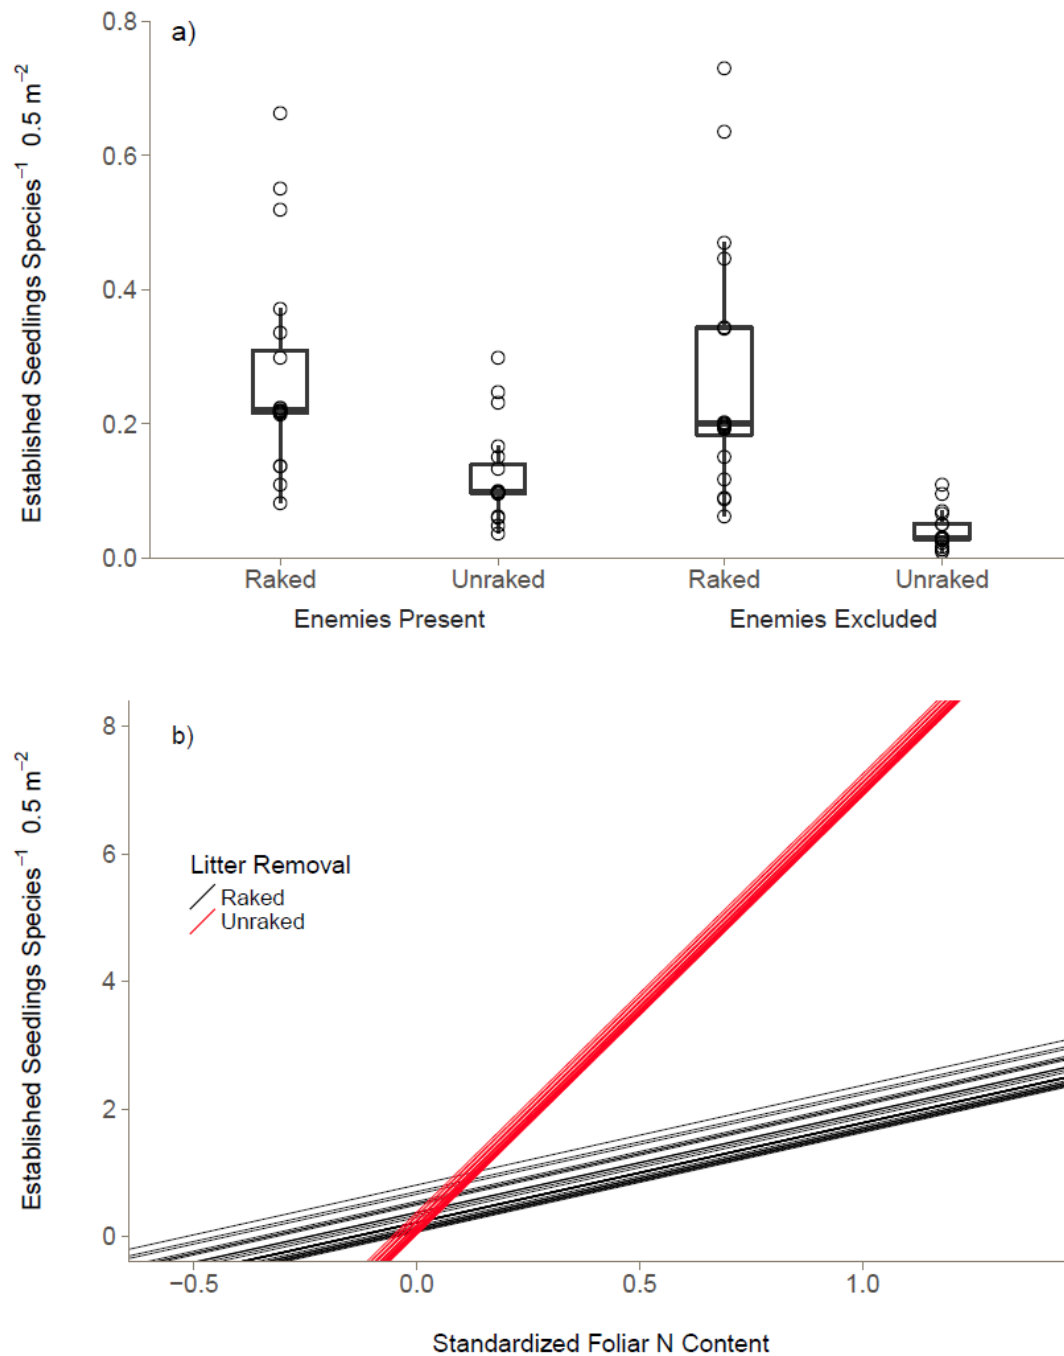 a)
Established Seedlings Species⁻¹ 0.5 m⁻²
0.8
0.6
0.4
0.2
0.0
Raked Unraked Raked Unraked
Enemies Present Enemies Excluded
b)
Established Seedlings Species⁻¹ 0.5 m⁻²
8
6
4
2
0
Litter Removal
Raked
Unraked
−0.5 0.0 0.5 1.0
Standardized Foliar N Content